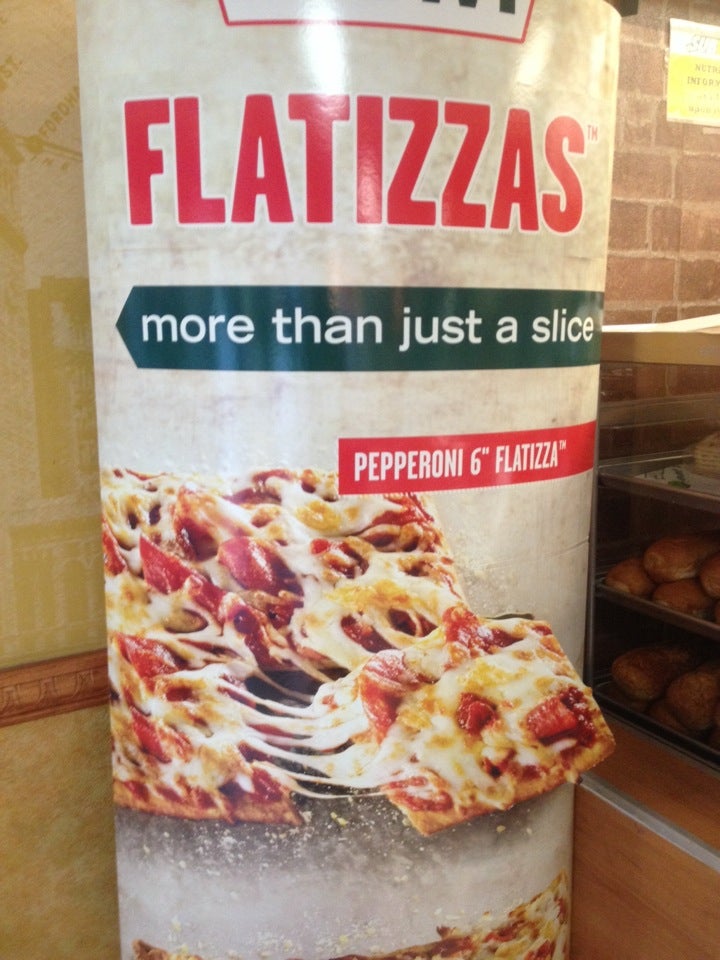 FLATIZZAS™
more than just a slice
PEPPERONI 6" FLATIZZA™